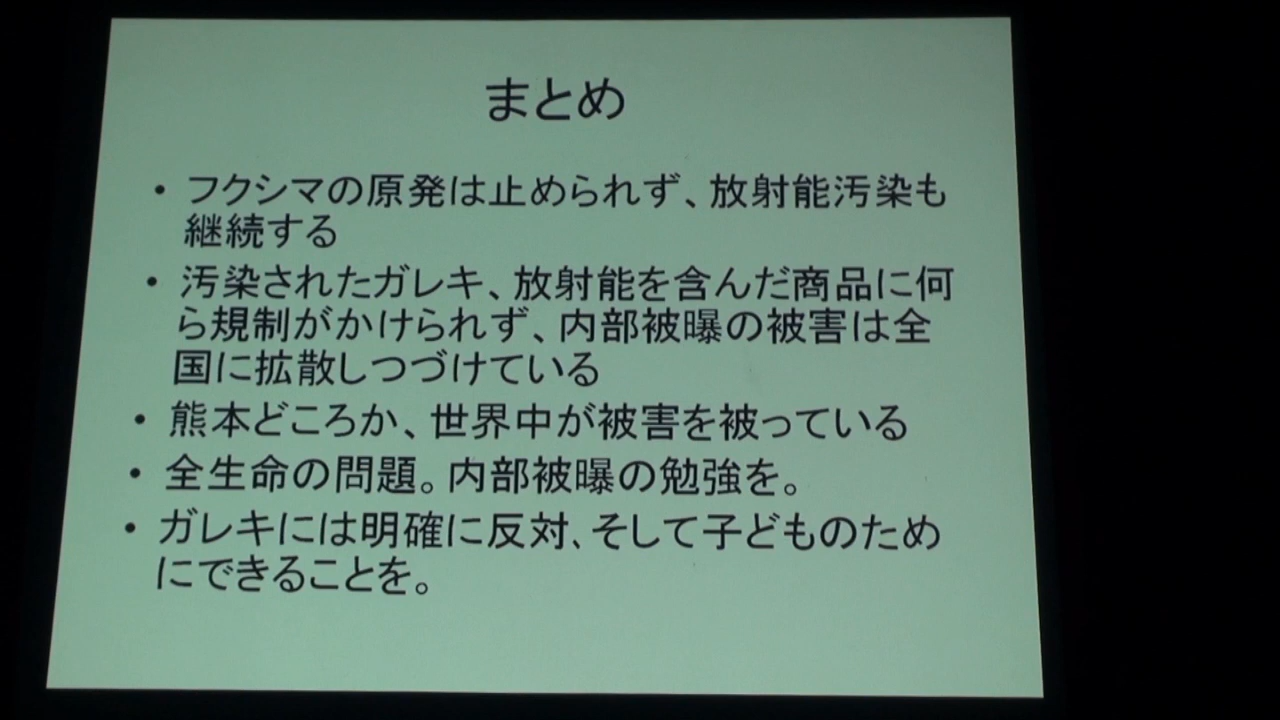 まとめ
• フクシマの原発は止められず、放射能汚染も
継続する
• 汚染されたガレキ、放射能を含んだ商品に何
ら規制がかけられず、内部被曝の被害は全
国に拡散しつづけている
• 熊本どころか、世界中が被害を被っている
• 全生命の問題。内部被曝の勉強を。
• ガレキには明確に反対、そして子どものため
にできることを。